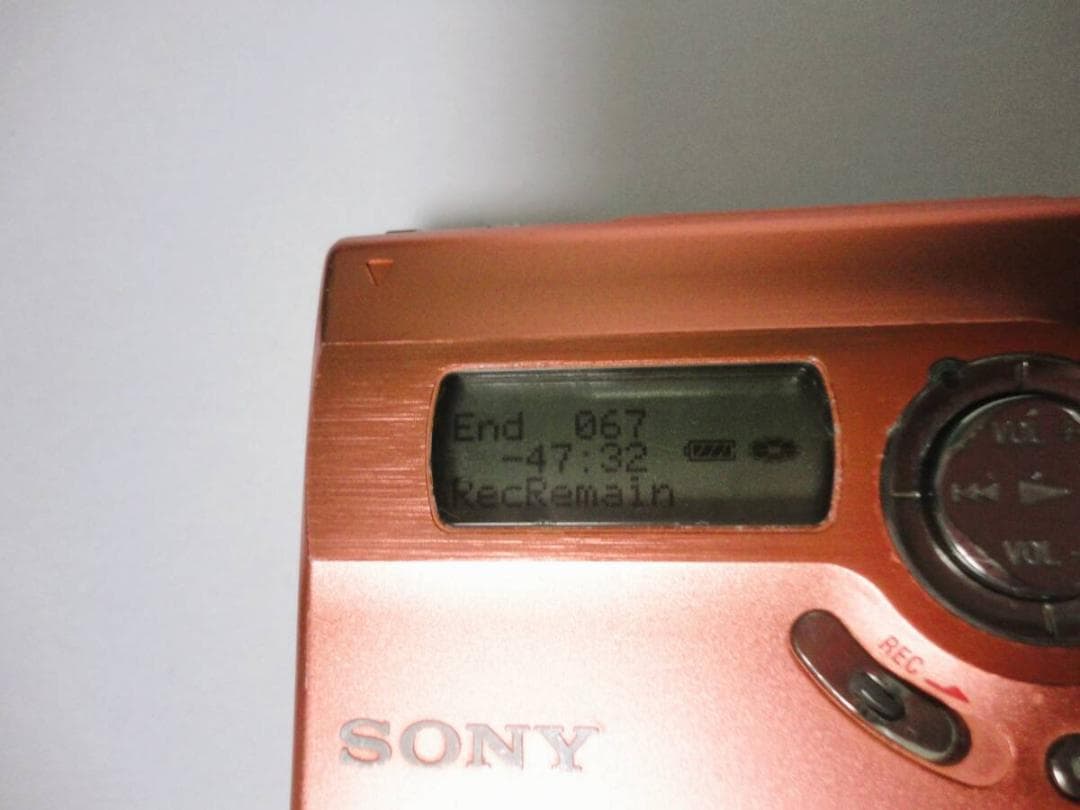 End 067
-47:32
RecRemain
VOL +
VOL -
REC
SONY